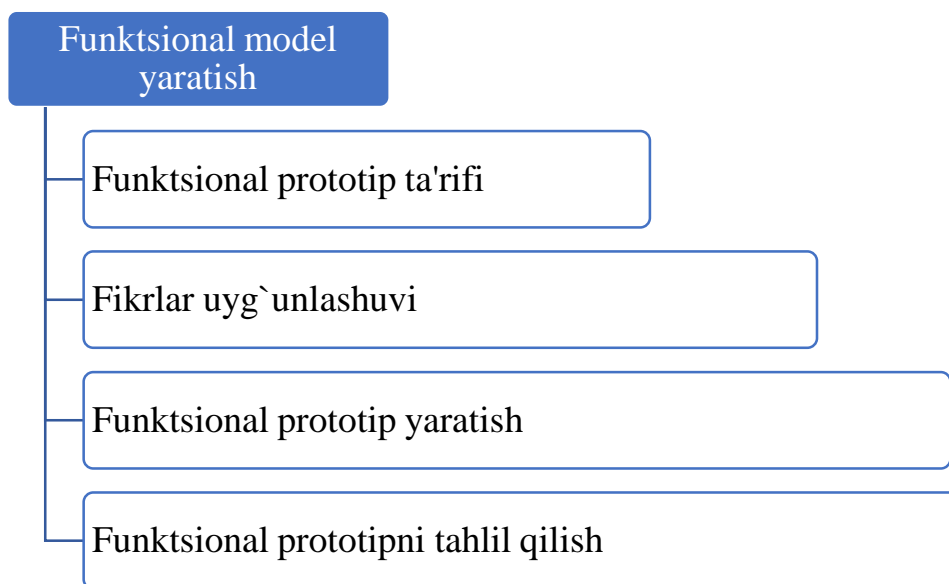 Funktsional model
yaratish
Funktsional prototip ta'rifi
Fikrlar uyg`unlashuvi
Funktsional prototip yaratish
Funktsional prototipni tahlil qilish